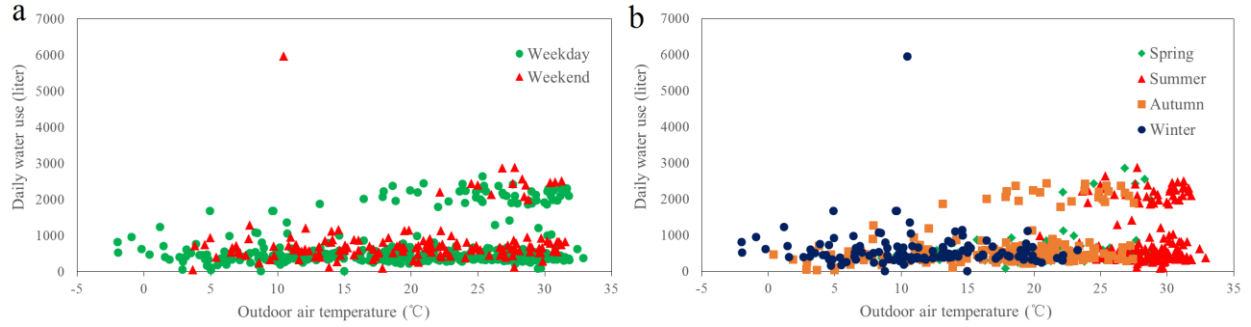 a
7000
6000
5000
4000
3000
2000
1000
0
-5
0
5
10
15
20
25
30
35
Daily water use (liter)
Outdoor air temperature (℃)
Weekday
Weekend
b
7000
6000
5000
4000
3000
2000
1000
0
-5
0
5
10
15
20
25
30
35
Daily water use (liter)
Outdoor air temperature (℃)
Spring
Summer
Autumn
Winter